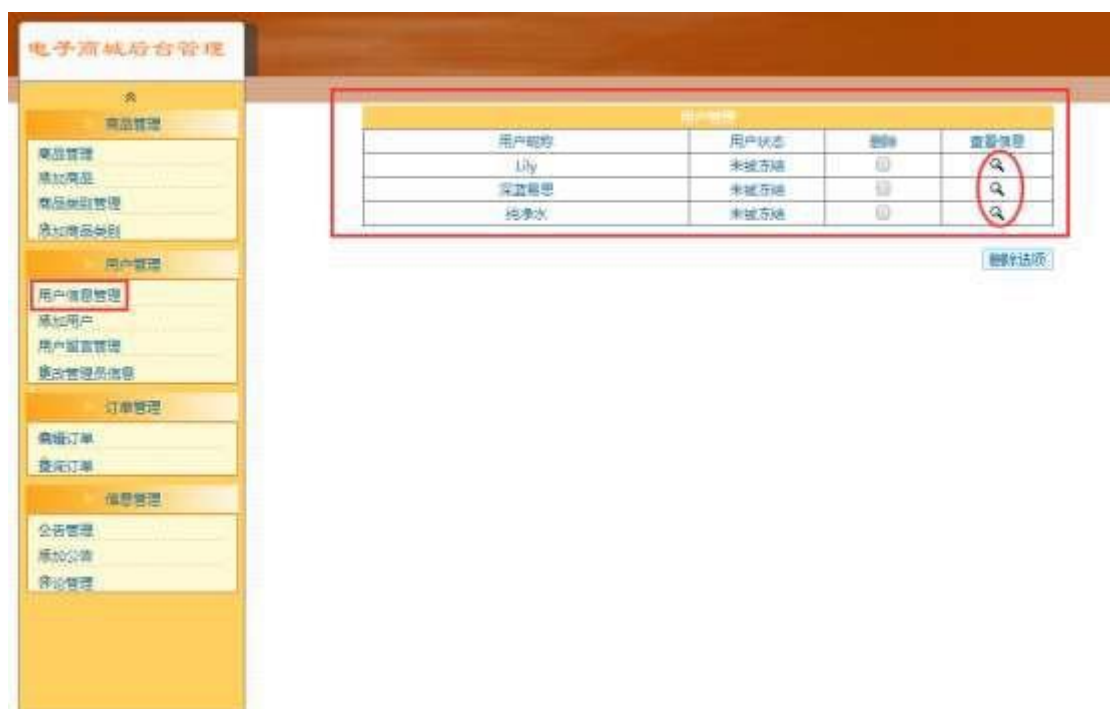 电子商城后台管理
商品管理
商品管理
添加商品
商品类别管理
添加商品类别
用户管理
用户信息管理
添加用户
用户留言管理
更改管理员信息
订单管理
编辑订单
查询订单
信息管理
公告管理
添加公告
评论管理
用户管理
用户昵称 用户状态 删除 查看信息
Lily 未被冻结
深蓝易思 未被冻结
纯净水 未被冻结
删除选项